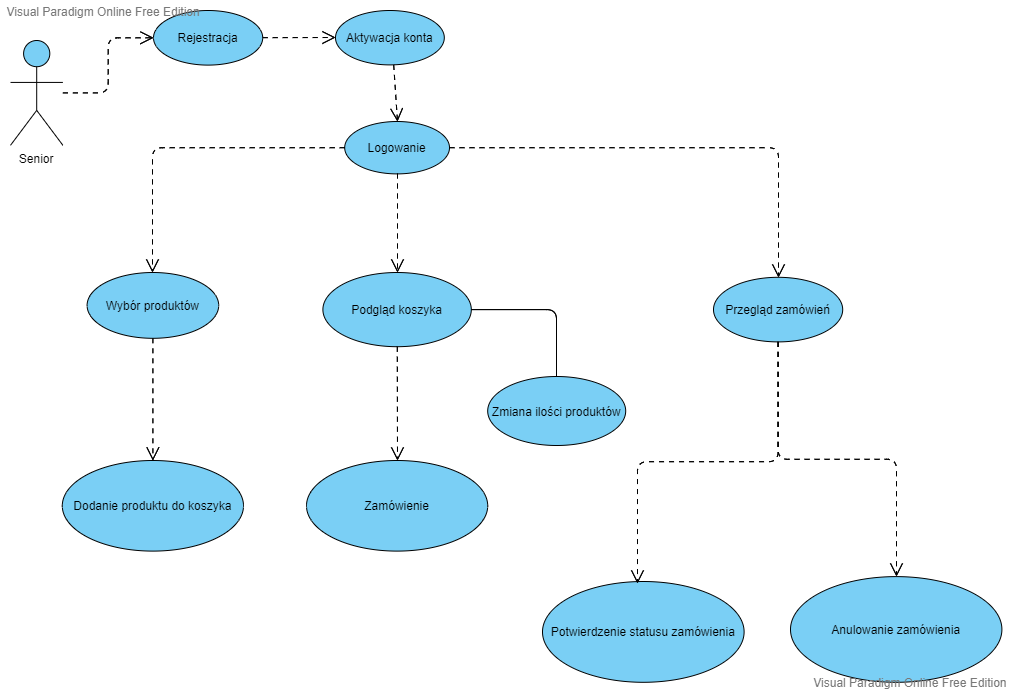 Visual Paradigm Online Free Edition
Rejestracja
Aktywacja konta
Senior
Logowanie
Wybór produktów
Podgląd koszyka
Przegląd zamówień
Zmiana ilości produktów
Dodanie produktu do koszyka
Zamówienie
Potwierdzenie statusu zamówienia
Anulowanie zamówienia
Visual Paradigm Online Free Edition